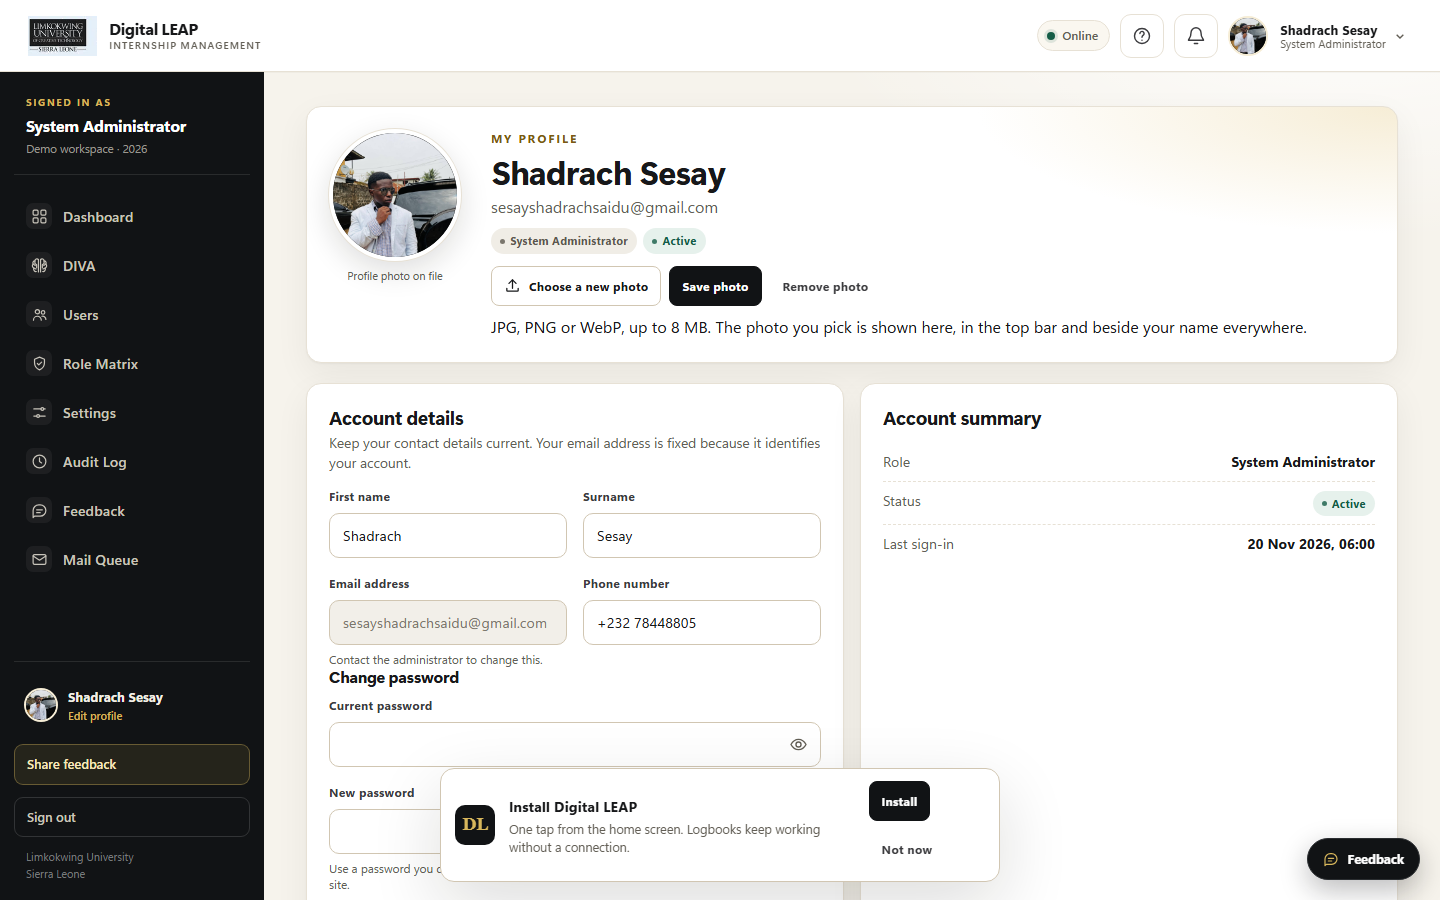 LIMKOKWING
UNIVERSITY
OF CREATIVE TECHNOLOGY
SIERRA LEONE
Digital LEAP
INTERNSHIP MANAGEMENT
Online
Shadrach Sesay
System Administrator
SIGNED IN AS
System Administrator
Demo workspace · 2026
Dashboard
DIVA
Users
Role Matrix
Settings
Audit Log
Feedback
Mail Queue
Shadrach Sesay
Edit profile
Share feedback
Sign out
Limkokwing University
Sierra Leone
MY PROFILE
Shadrach Sesay
sesayshadrachsaidu@gmail.com
System Administrator
Active
Profile photo on file
Choose a new photo
Save photo
Remove photo
JPG, PNG or WebP, up to 8 MB. The photo you pick is shown here, in the top bar and beside your name everywhere.
Account details
Keep your contact details current. Your email address is fixed because it identifies
your account.
First name
Surname
Shadrach
Sesay
Email address
Phone number
sesayshadrachsaidu@gmail.com
+232 78448805
Contact the administrator to change this.
Change password
Current password
New password
Use a password you
site.
Account summary
Role
System Administrator
Status
Active
Last sign-in
20 Nov 2026, 06:00
DL
Install Digital LEAP
One tap from the home screen. Logbooks keep working
without a connection.
Install
Not now
Feedback